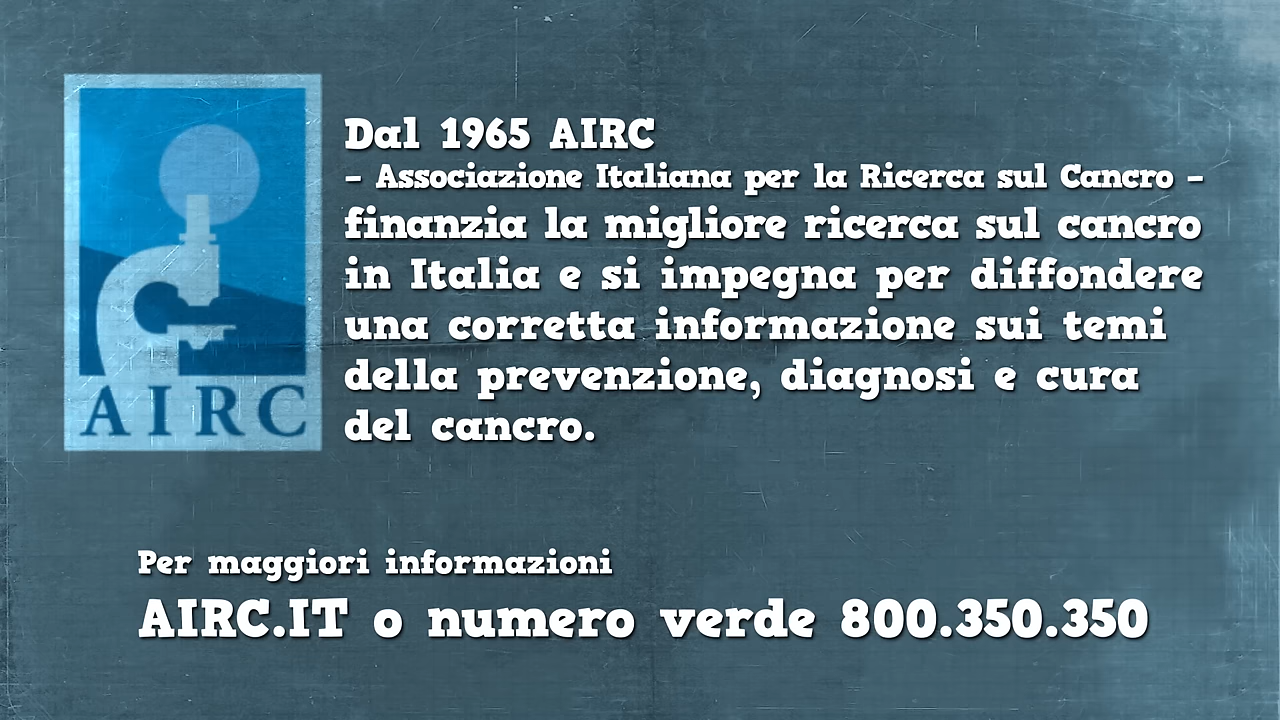 AIRC
Dal 1965 AIRC
– Associazione Italiana per la Ricerca sul Cancro –
finanzia la migliore ricerca sul cancro
in Italia e si impegna per diffondere
una corretta informazione sui temi
della prevenzione, diagnosi e cura
del cancro.
Per maggiori informazioni
AIRC.IT o numero verde 800.350.350